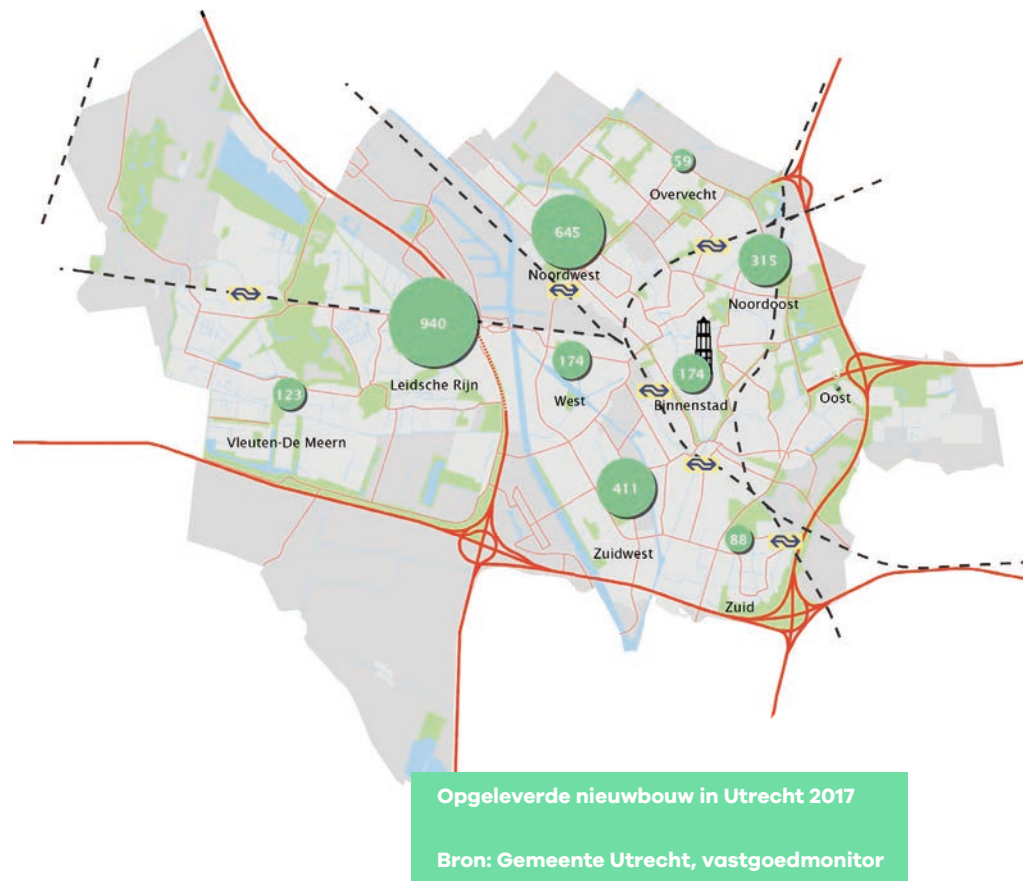 59
Overvecht
645
Noordwest
315
Noordoost
940
Leidsche Rijn
174
West
174
Binnenstad
3
Oost
123
Vleuten-De Meern
411
Zuidwest
88
Zuid
Opgeleverde nieuwbouw in Utrecht 2017
Bron: Gemeente Utrecht, vastgoedmonitor